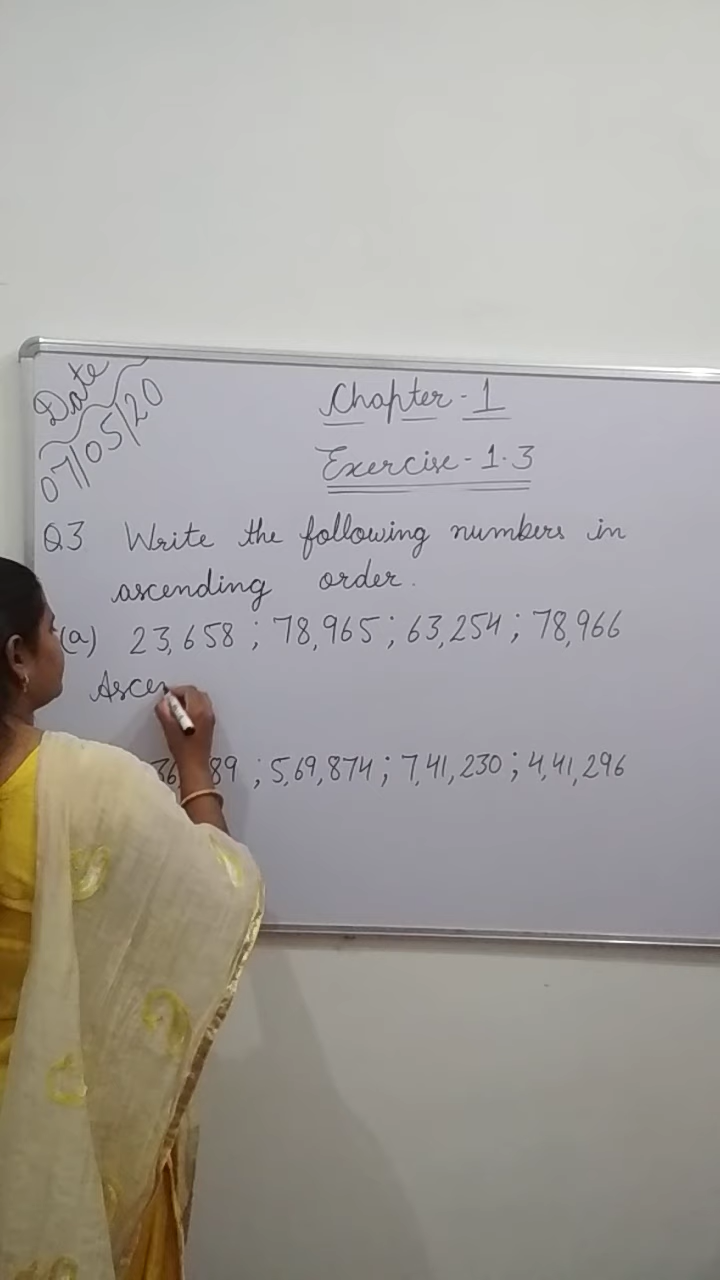 Date
07/05/20
Chapter - 1
Exercise - 1.3
Q3 Write the following numbers in
ascending order.
(a) 23,658 ; 78,965 ; 63,254 ; 78,966
Ascen
; 5,69,874 ; 7,41,230 ; 4,41,296